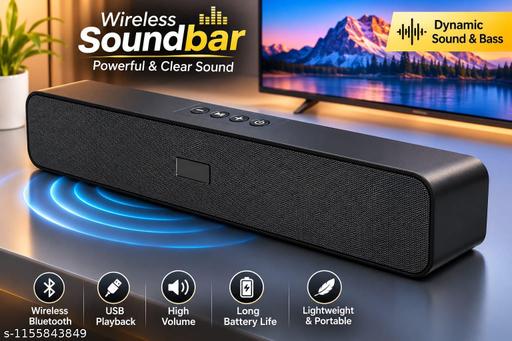 Wireless
Soundbar
Powerful & Clear Sound
Dynamic
Sound & Bass
Wireless
Bluetooth
USB
Playback
High
Volume
Long
Battery Life
Lightweight
& Portable
s-1155843849